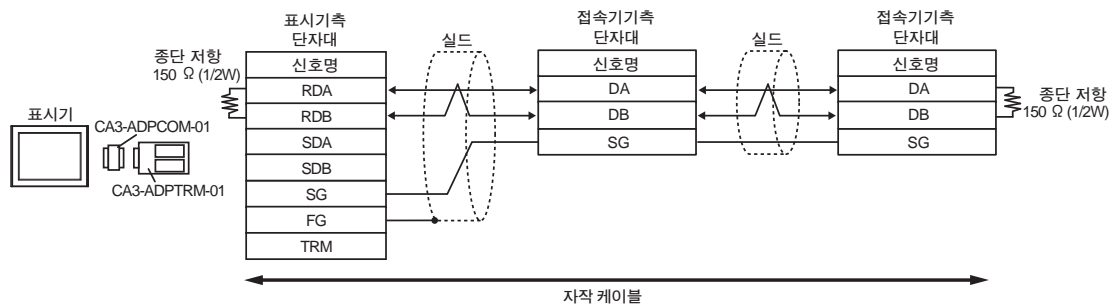 표시기
CA3-ADPCOM-01
CA3-ADPTRM-01
종단 저항
150 Ω (1/2W)
표시기측
단자대
신호명
RDA
RDB
SDA
SDB
SG
FG
TRM
실드
접속기기측
단자대
신호명
DA
DB
SG
실드
접속기기측
단자대
신호명
DA
DB
SG
종단 저항
150 Ω (1/2W)
자작 케이블